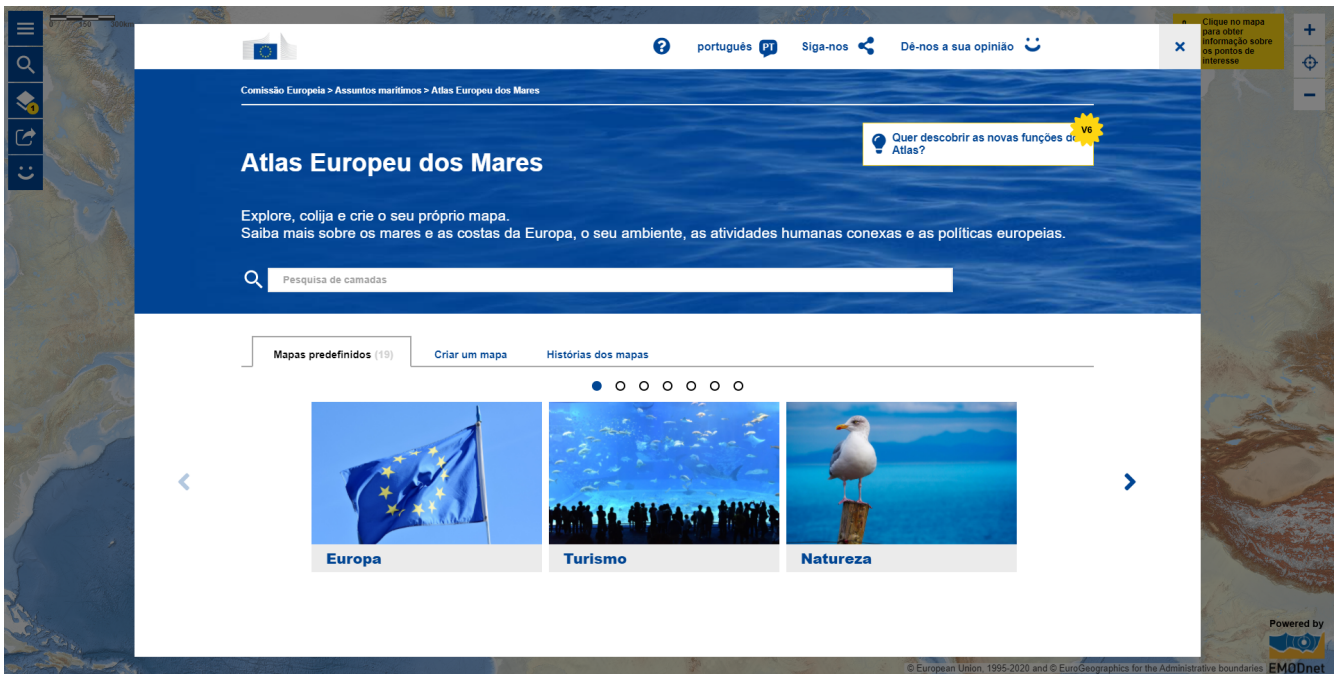 0 150 300km
1
português PT
Siga-nos
Dê-nos a sua opinião
Clique no mapa
para obter
informação sobre
os pontos de
interesse
Comissão Europeia > Assuntos marítimos > Atlas Europeu dos Mares
Quer descobrir as novas funções do
Atlas?
V6
Atlas Europeu dos Mares
Explore, colija e crie o seu próprio mapa.
Saiba mais sobre os mares e as costas da Europa, o seu ambiente, as atividades humanas conexas e as políticas europeias.
Pesquisa de camadas
Mapas predefinidos (19)
Criar um mapa
Histórias dos mapas
Europa
Turismo
Natureza
Powered by
EMODnet
© European Union, 1995-2020 and © EuroGeographics for the Administrative boundaries